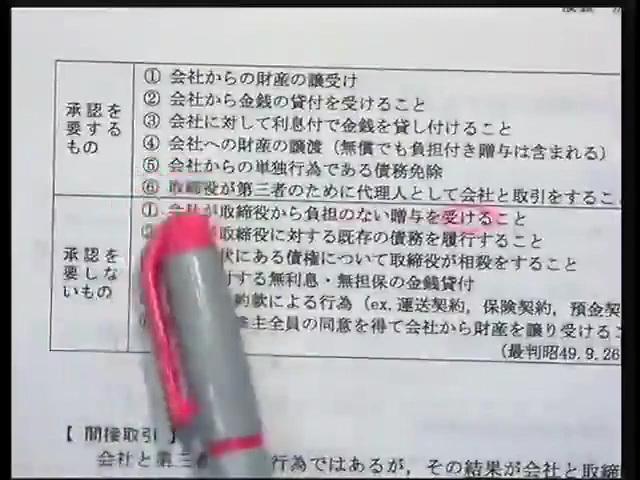 承認を要するもの
① 会社からの財産の譲受け
② 会社から金銭の貸付を受けること
③ 会社に対して利息付で金銭を貸し付けること
④ 会社への財産の譲渡（無償でも負担付き贈与は含まれる）
⑤ 会社からの単独行為である債務免除
⑥ 取締役が第三者のために代理人として会社と取引をするこ
承認を要しないもの
① 会社が取締役から負担のない贈与を受けること
が取締役に対する既存の債務を履行すること
状にある債権について取締役が相殺をすること
する無利息・無担保の金銭貸付
約款による行為（ex. 運送契約，保険契約，預金契
主全員の同意を得て会社から財産を譲り受けるこ
（最判昭49.9.26
【 間接取引 】
会社と第三 行為ではあるが，その結果が会社と取締